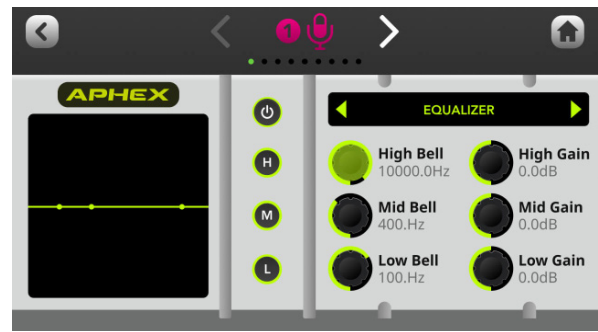 1
APHEX
EQUALIZER
H
M
L
High Bell
10000.0Hz
High Gain
0.0dB
Mid Bell
400.Hz
Mid Gain
0.0dB
Low Bell
100.Hz
Low Gain
0.0dB